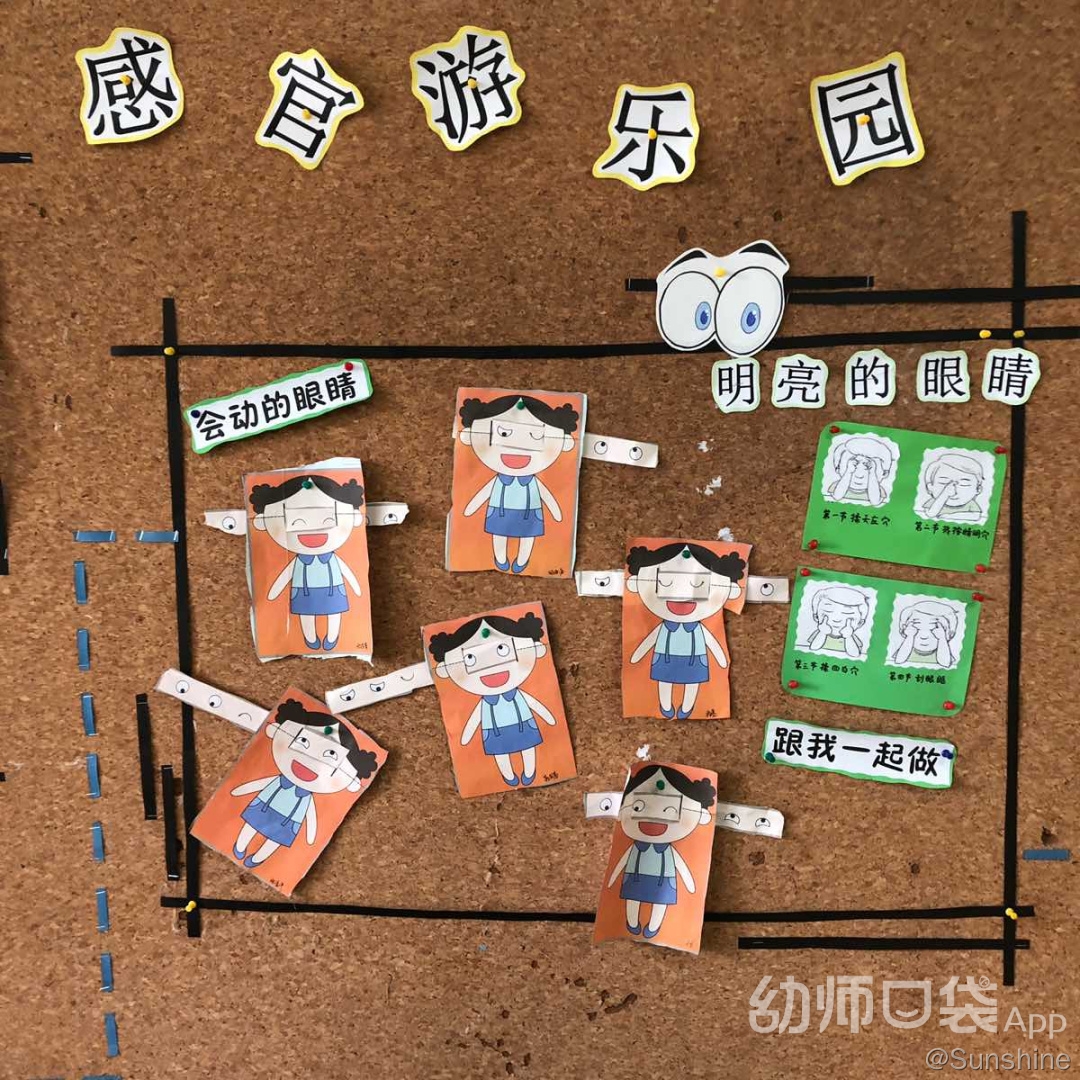 感官游乐园
明亮的眼睛
会动的眼睛
第一节 揉天应穴
第二节 挤按睛明穴
第三节 揉四白穴
第四节 刮眼眶
跟我一起做
幼师口袋 App
@Sunshine